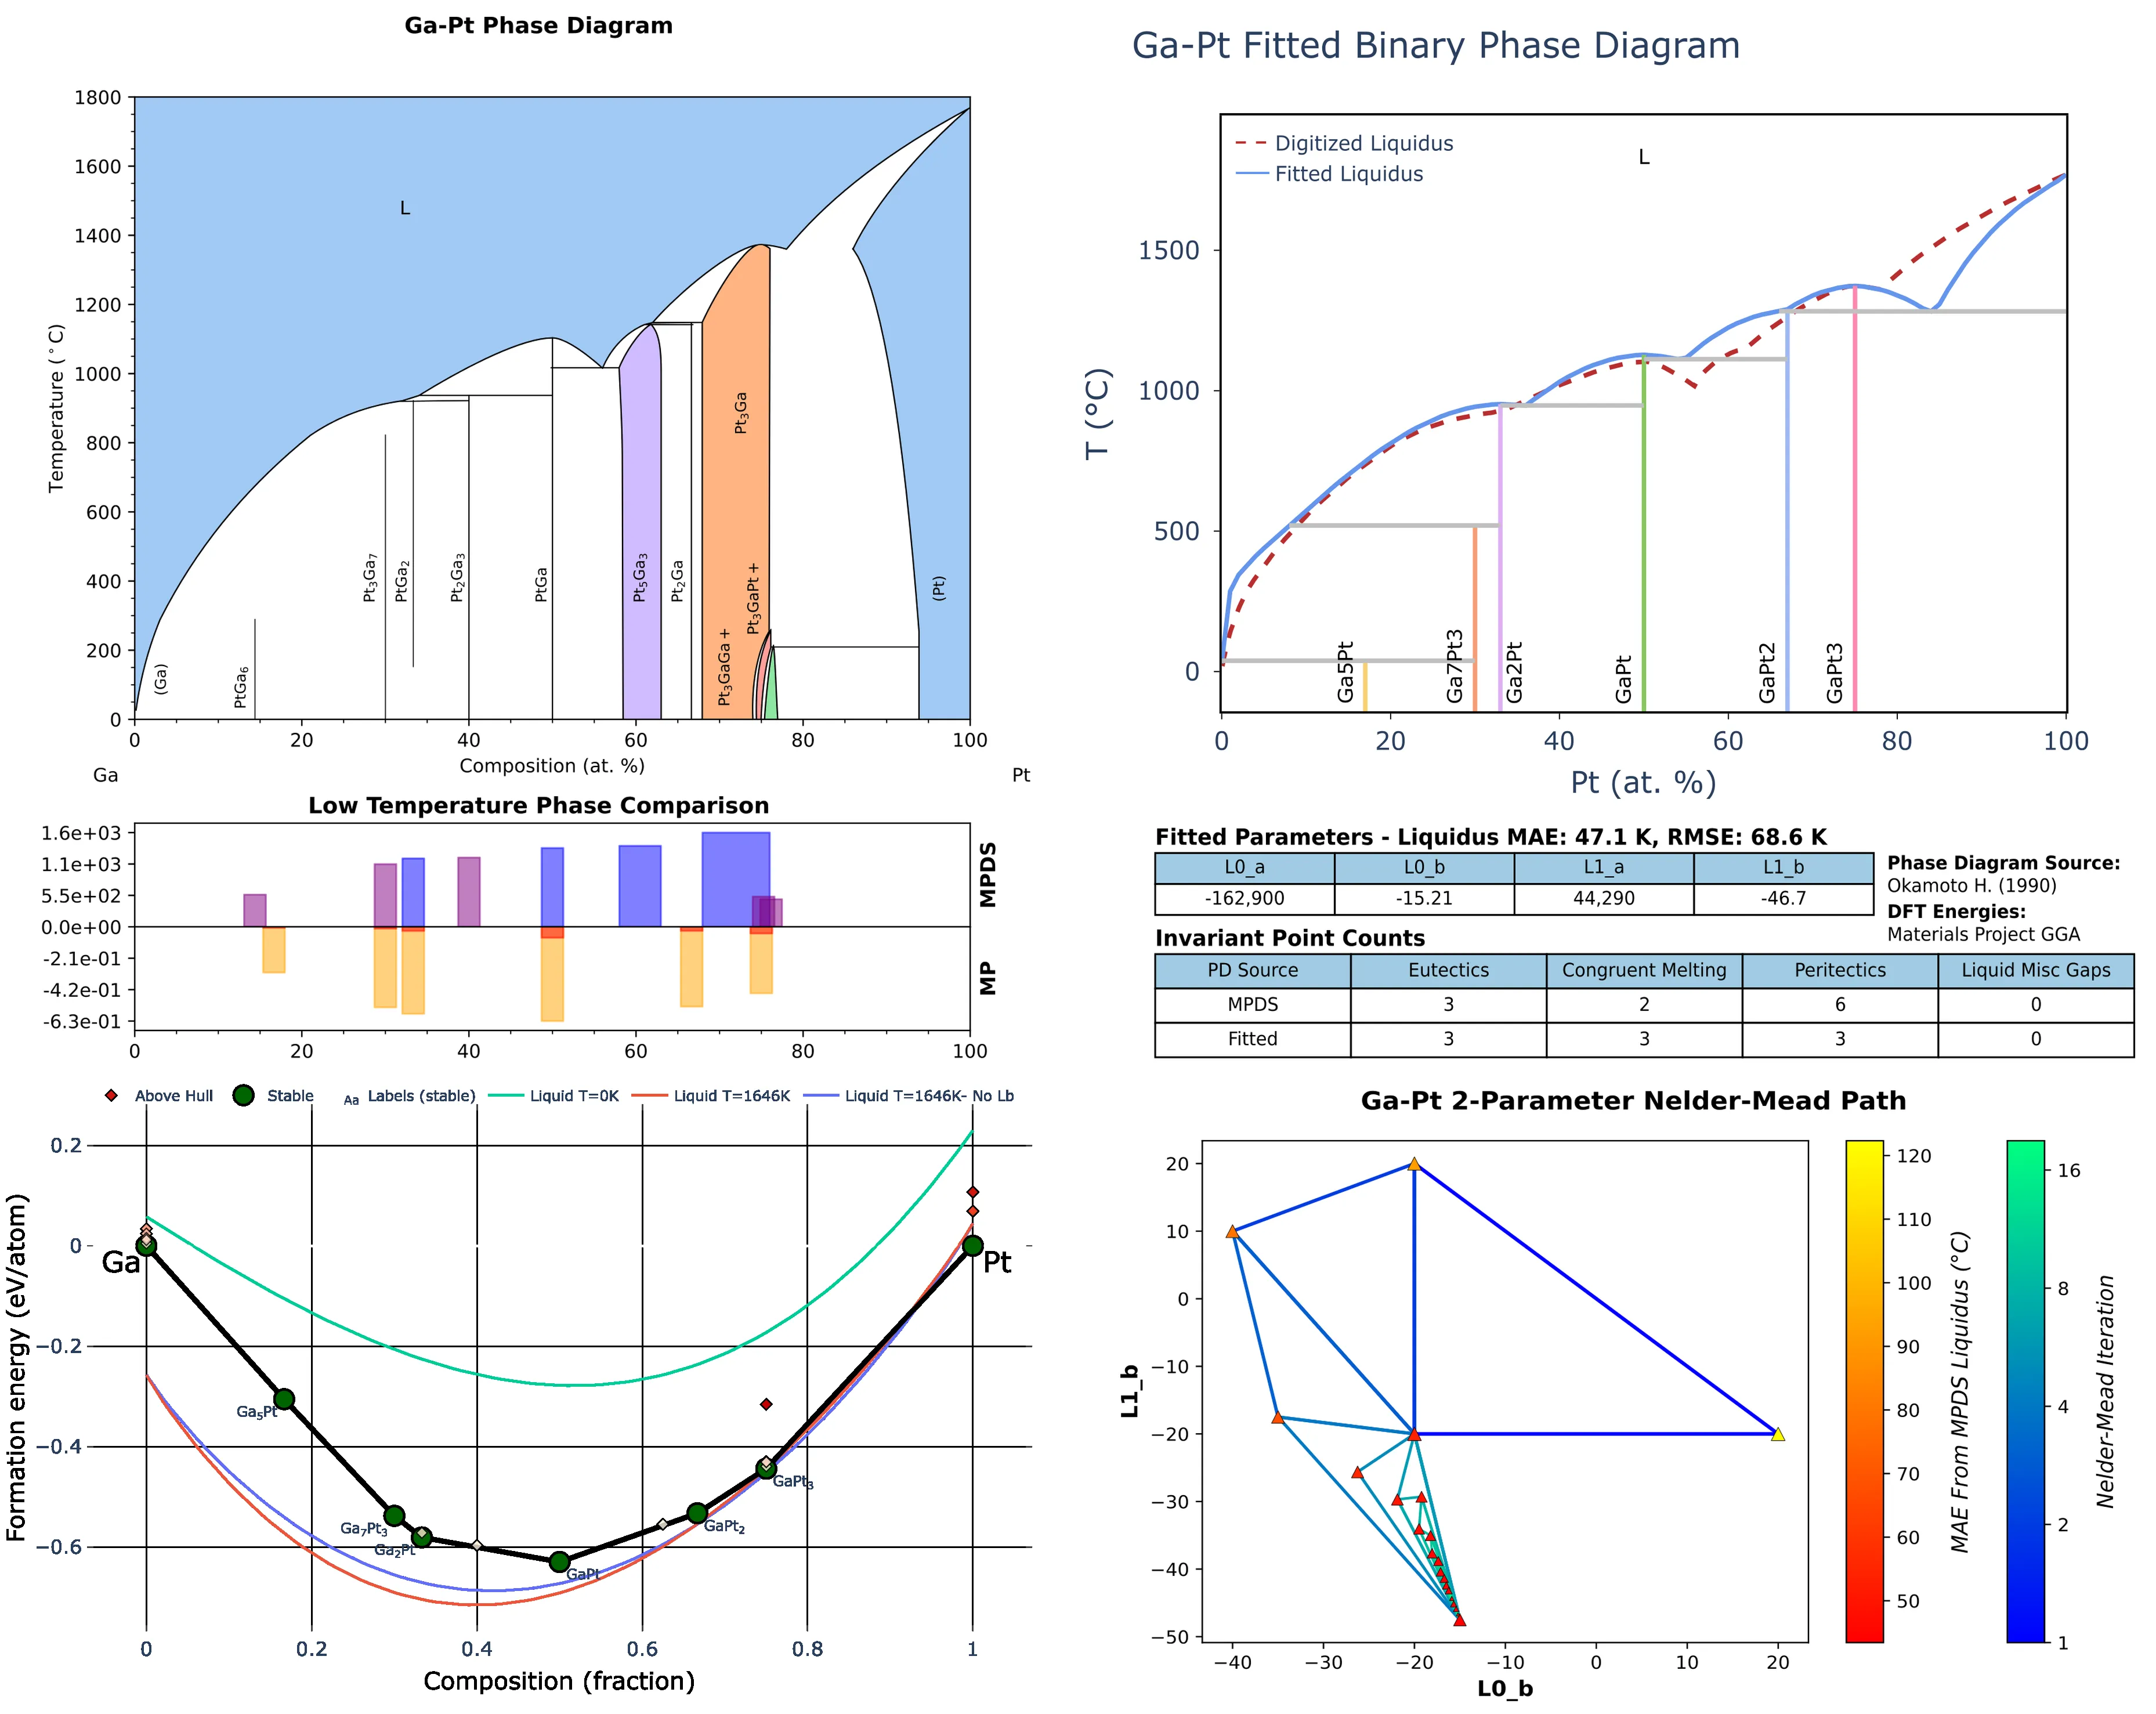 Ga-Pt Phase Diagram
1800
1600
1400
1200
1000
800
600
400
200
0
Temperature (°C)
L
(Ga)
PtGa6
Pt3Ga7
PtGa2
Pt2Ga3
PtGa
Pt5Ga3
Pt2Ga
Pt3Ga
Pt3GaGa +
Pt3GaPt +
(Pt)
0 20 40 60 80 100
Composition (at. %)
Ga Pt
Ga-Pt Fitted Binary Phase Diagram
Digitized Liquidus
Fitted Liquidus
L
1500
1000
500
0
T (°C)
Ga5Pt
Ga7Pt3
Ga2Pt
GaPt
GaPt2
GaPt3
0 20 40 60 80 100
Pt (at. %)
Low Temperature Phase Comparison
1.6e+03
1.1e+03
5.5e+02
0.0e+00
-2.1e-01
-4.2e-01
-6.3e-01
MPDS
MP
0 20 40 60 80 100
Fitted Parameters - Liquidus MAE: 47.1 K, RMSE: 68.6 K
L0_a L0_b L1_a L1_b
-162,900 -15.21 44,290 -46.7
Phase Diagram Source:
Okamoto H. (1990)
DFT Energies:
Materials Project GGA
Invariant Point Counts
PD Source Eutectics Congruent Melting Peritectics Liquid Misc Gaps
MPDS 3 2 6 0
Fitted 3 3 3 0
Above Hull Stable Aa Labels (stable) Liquid T=0K Liquid T=1646K Liquid T=1646K- No Lb
0.2
0
−0.2
−0.4
−0.6
Formation energy (eV/atom)
Ga
Pt
Ga5Pt
Ga7Pt3
Ga2Pt
GaPt
GaPt2
GaPt3
0 0.2 0.4 0.6 0.8 1
Composition (fraction)
Ga-Pt 2-Parameter Nelder-Mead Path
20
10
0
−10
−20
−30
−40
−50
L1_b
−40 −30 −20 −10 0 10 20
L0_b
120
110
100
90
80
70
60
50
MAE From MPDS Liquidus (°C)
16
8
4
2
1
Nelder-Mead Iteration